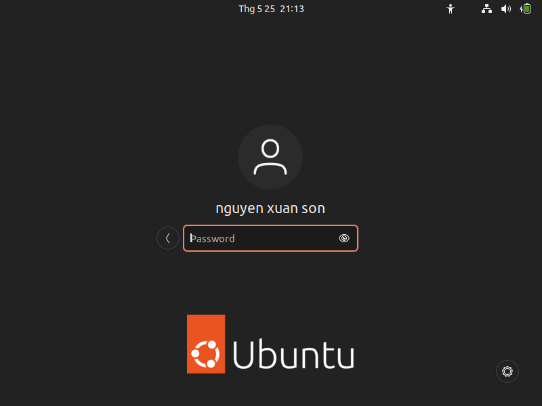 Thg 5 25 21:13
nguyen xuan son
Password
Ubuntu